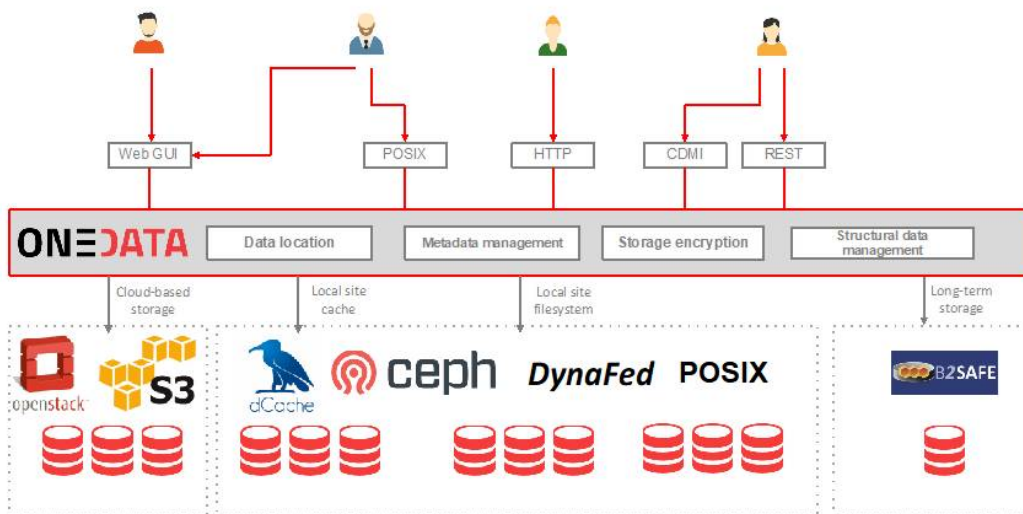 Web GUI
POSIX
HTTP
CDMI
REST
ONEDATA
Data location
Metadata management
Storage encryption
Structural data
management
Cloud-based
storage
Local site
cache
Local site
filesystem
Long-term
storage
openstack
S3
dCache
ceph
DynaFed
POSIX
B2SAFE